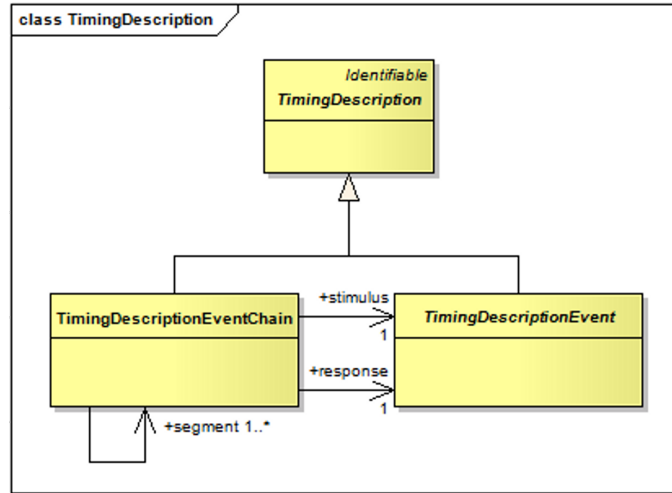 class TimingDescription
Identifiable
TimingDescription
TimingDescriptionEventChain
+stimulus
1
TimingDescriptionEvent
+response
1
+segment 1..*